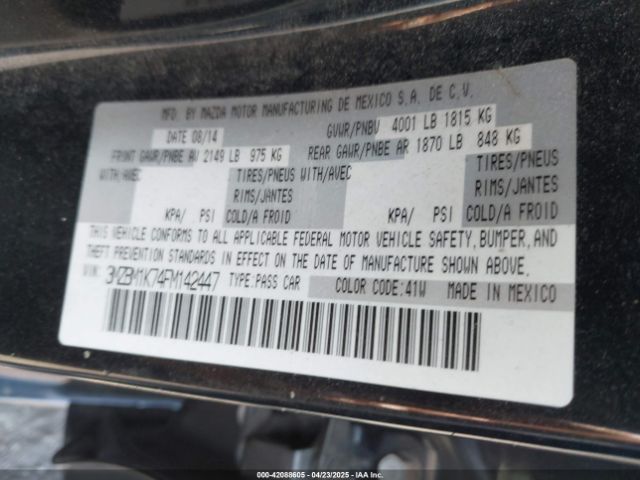 MFD. BY MAZDA MOTOR MANUFACTURING DE MEXICO S.A. DE C.V.
DATE 08/14 GVWR/PNBV 4001 LB 1815 KG
FRONT GAWR/PNBE AV 2149 LB 975 KG REAR GAWR/PNBE AR 1870 LB 848 KG
WITH/AVEC TIRES/PNEUS WITH/AVEC TIRES/PNEUS
RIMS/JANTES RIMS/JANTES
KPA/ PSI COLD/A FROID KPA/ PSI COLD/A FROID
THIS VEHICLE CONFORMS TO ALL APPLICABLE FEDERAL MOTOR VEHICLE SAFETY, BUMPER, AND
THEFT PREVENTION STANDARDS IN EFFECT ON THE DATE OF MANUFACTURE SHOWN ABOVE.
VIN: 3MZBM1K74FM142447 TYPE:PASS CAR COLOR CODE:41W MADE IN MEXICO
000-42088605 - 04/23/2025 - IAAI.COM